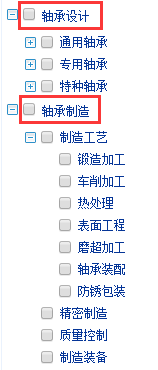 轴承设计
通用轴承
专用轴承
特种轴承
轴承制造
制造工艺
锻造加工
车削加工
热处理
表面工程
磨超加工
轴承装配
防锈包装
精密制造
质量控制
制造装备